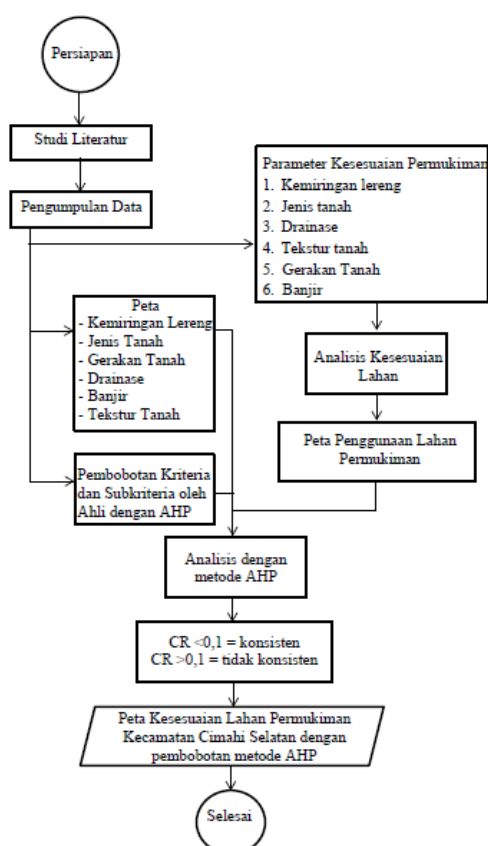 Persiapan
Studi Literatur
Pengumpulan Data
Parameter Kesesuaian Permukiman
1. Kemiringan lereng
2. Jenis tanah
3. Drainase
4. Tekstur tanah
5. Gerakan Tanah
6. Banjir
Peta
- Kemiringan Lereng
- Jenis Tanah
- Gerakan Tanah
- Drainase
- Banjir
- Tekstur Tanah
Analisis Kesesuaian
Lahan
Peta Penggunaan Lahan
Permukiman
Pembobotan Kriteria
dan Subkriteria oleh
Ahli dengan AHP
Analisis dengan
metode AHP
CR <0,1 = konsisten
CR >0,1 = tidak konsisten
Peta Kesesuaian Lahan Permukiman
Kecamatan Cimahi Selatan dengan
pembobotan metode AHP
Selesai